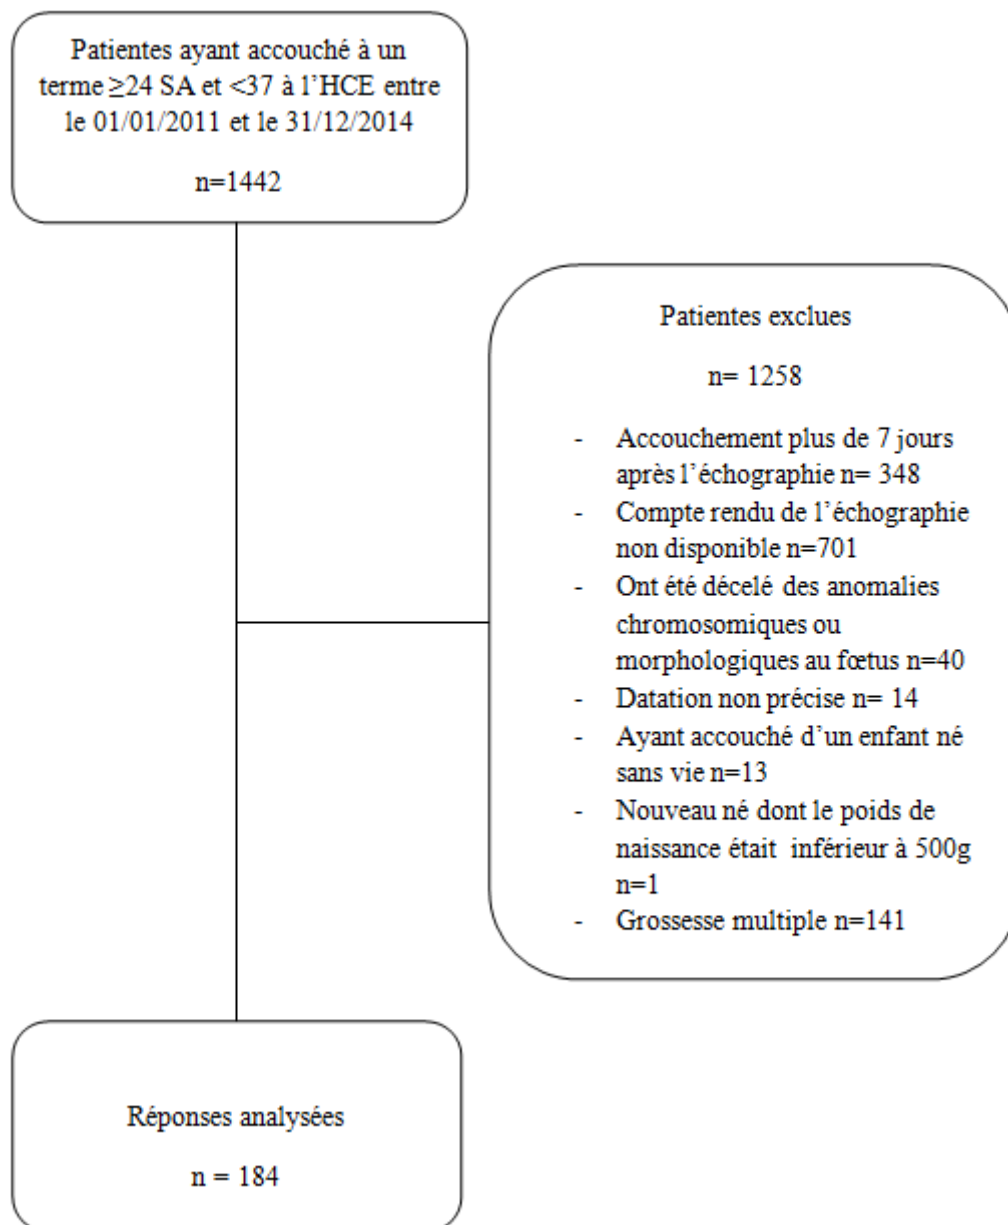 Patientes ayant accouché à un
terme ≥24 SA et <37 à l’HCE entre
le 01/01/2011 et le 31/12/2014
n=1442
Patientes exclues
n= 1258
- Accouchement plus de 7 jours
après l’échographie n= 348
- Compte rendu de l’échographie
non disponible n=701
- Ont été décelé des anomalies
chromosomiques ou
morphologiques au fœtus n=40
- Datation non précise n= 14
- Ayant accouché d’un enfant né
sans vie n=13
- Nouveau né dont le poids de
naissance était inférieur à 500g
n=1
- Grossesse multiple n=141
Réponses analysées
n = 184